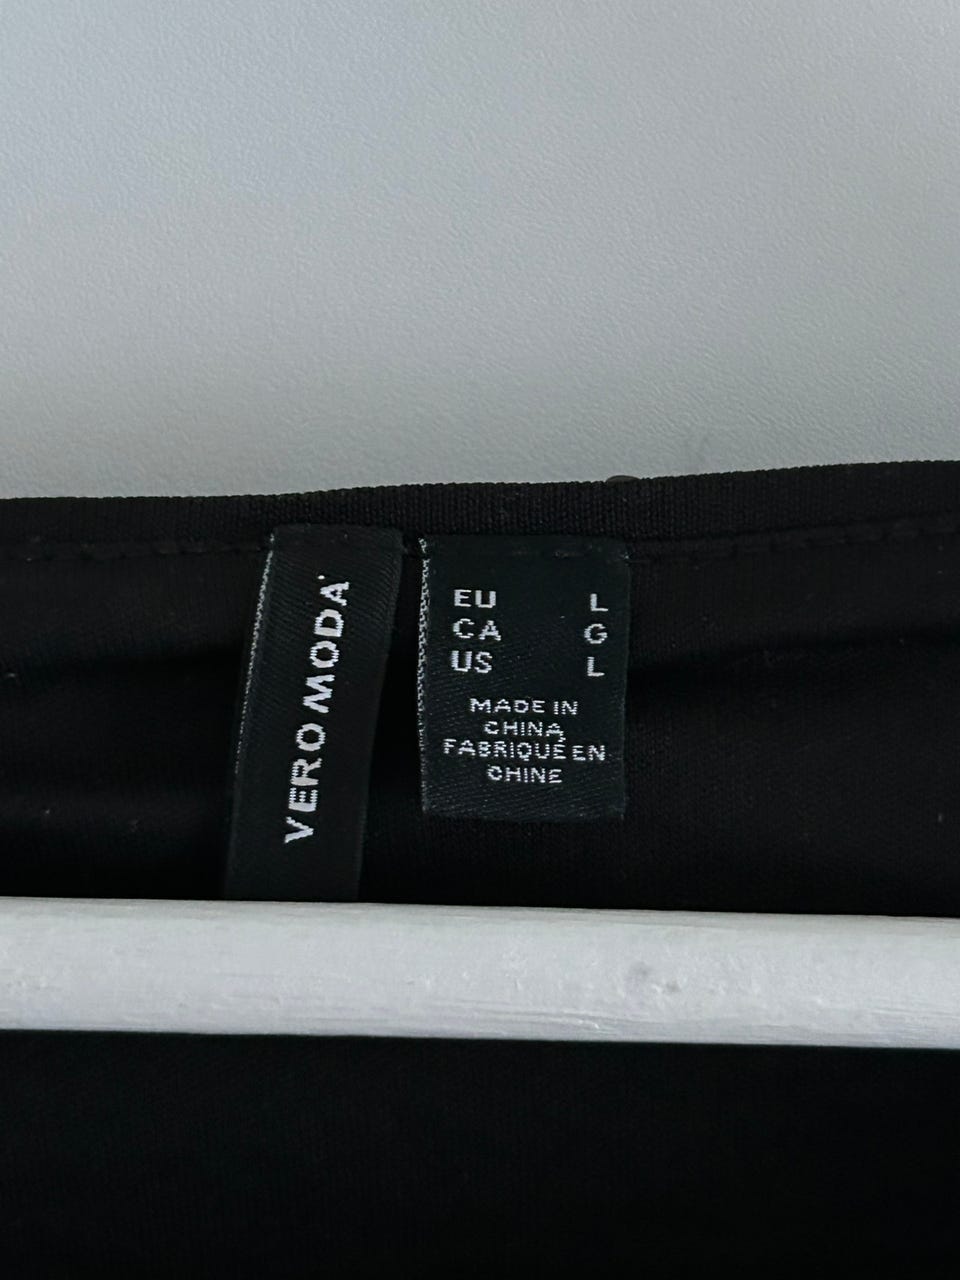 VERO MODA
EU L
CA G
US L
MADE IN
CHINA,
FABRIQUÉ EN
CHINE